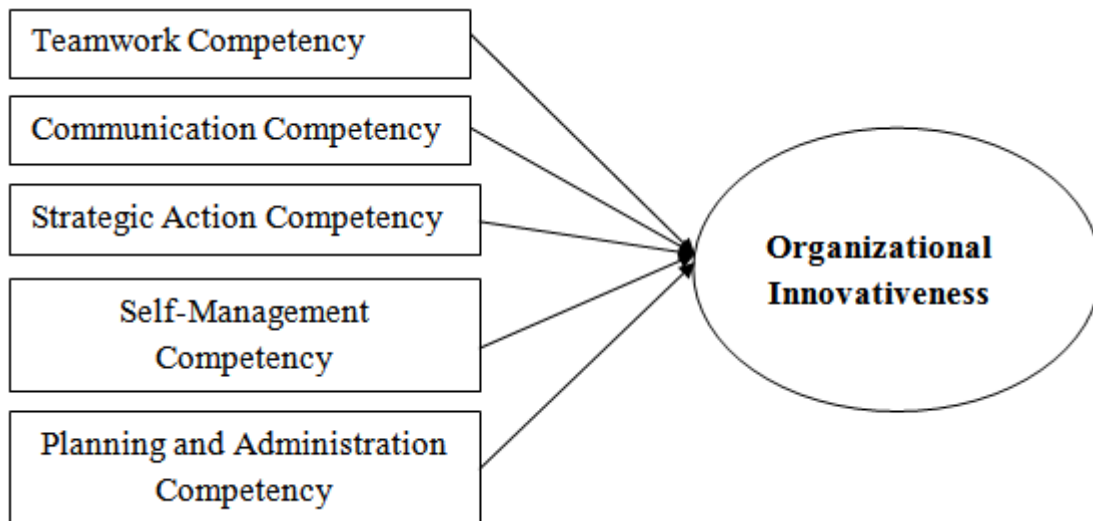 Teamwork Competency
Communication Competency
Strategic Action Competency
Self-Management
Competency
Planning and Administration
Competency
Organizational
Innovativeness